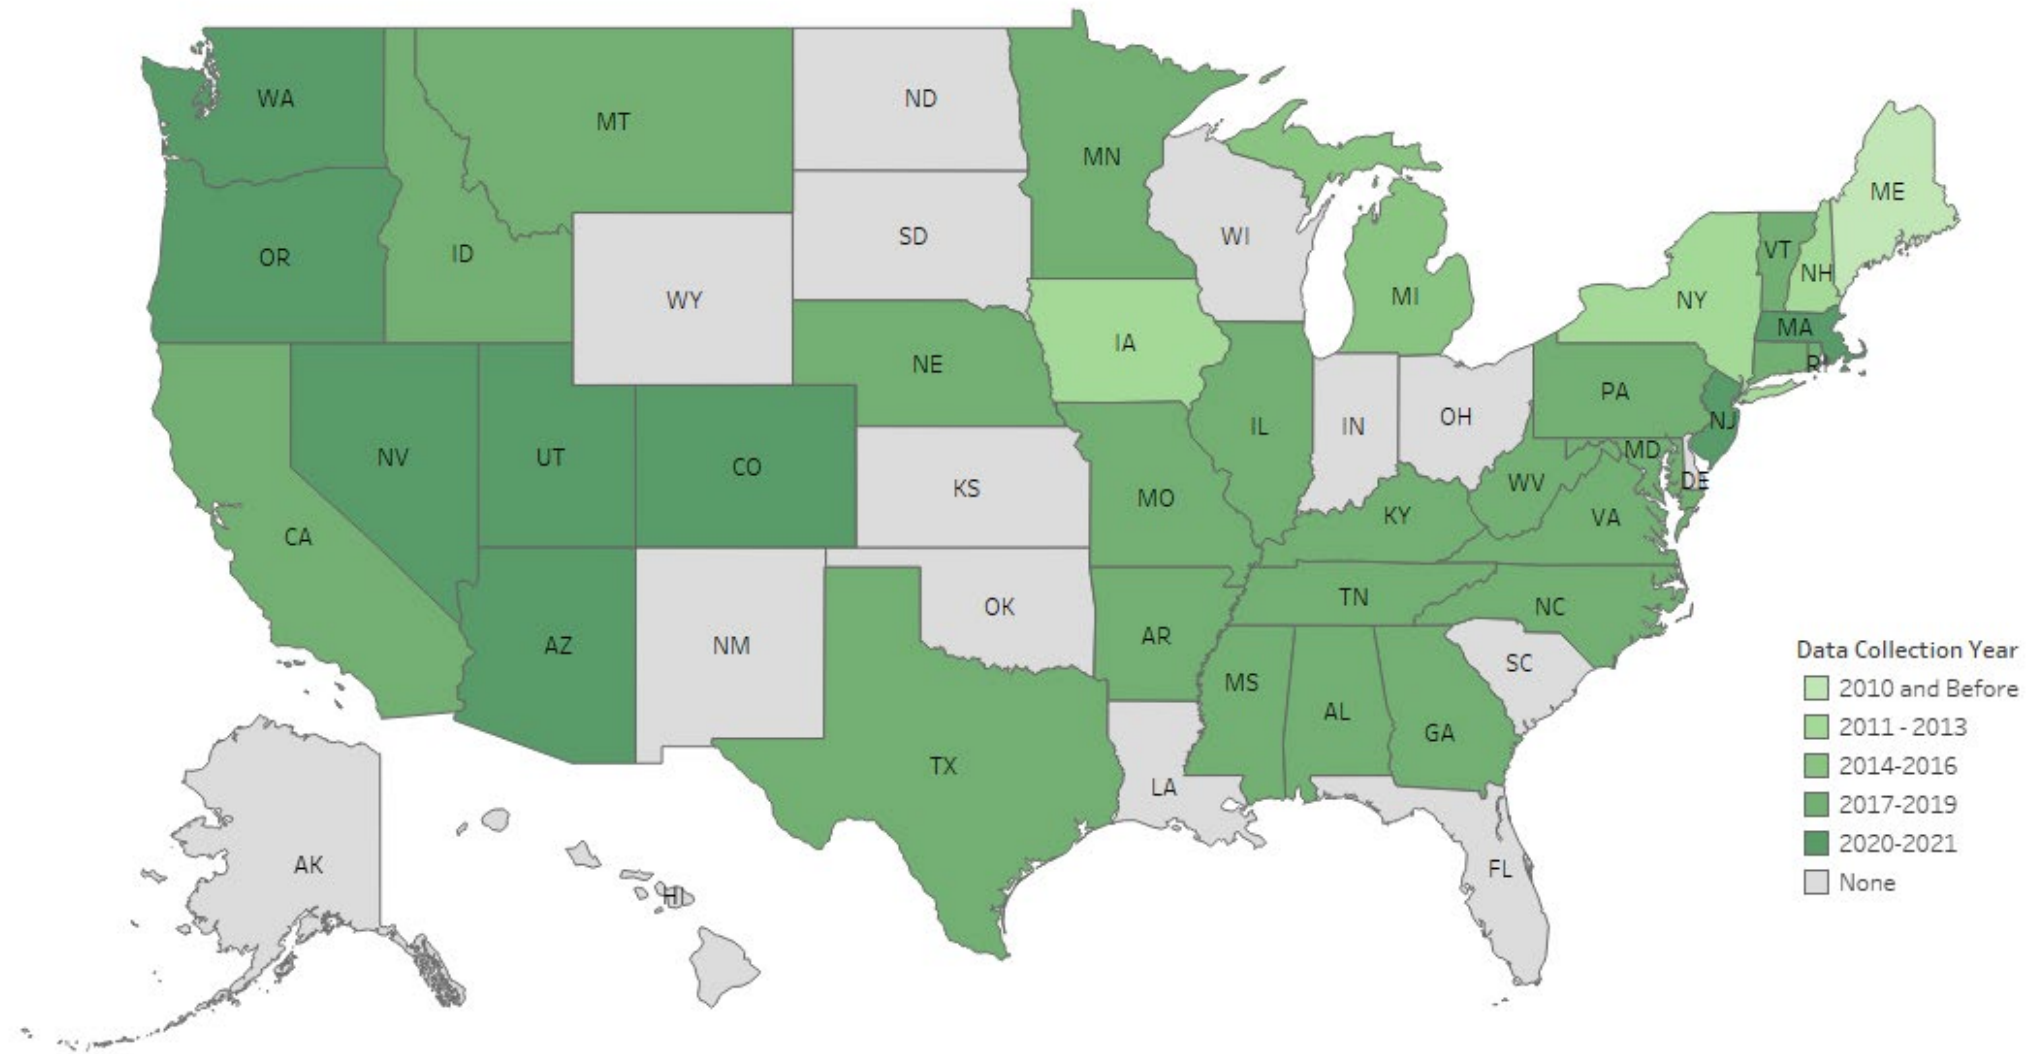 WA
MT
ND
MN
ME
OR
ID
SD
WI
VT
NH
WY
MI
NY
MA
IA
NE
RI
PA
OH
NJ
IL
IN
MD
NV
UT
CO
KS
MO
WV
DE
KY
VA
CA
TN
NC
OK
AR
AZ
NM
SC
MS
AL
GA
TX
LA
FL
AK
HI
Data Collection Year
2010 and Before
2011 - 2013
2014-2016
2017-2019
2020-2021
None